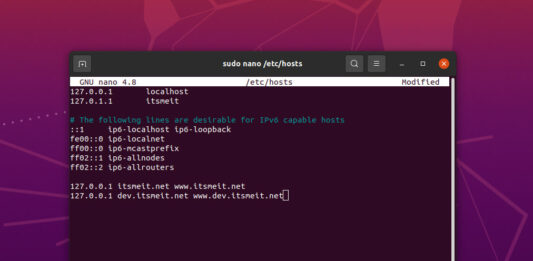 sudo nano /etc/hosts
GNU nano 4.8 /etc/hosts Modified
127.0.0.1 localhost
127.0.1.1 itsmeit
# The following lines are desirable for IPv6 capable hosts
::1 ip6-localhost ip6-loopback
fe00::0 ip6-localnet
ff00::0 ip6-mcastprefix
ff02::1 ip6-allnodes
ff02::2 ip6-allrouters
127.0.0.1 itsmeit.net www.itsmeit.net
127.0.0.1 dev.itsmeit.net www.dev.itsmeit.net